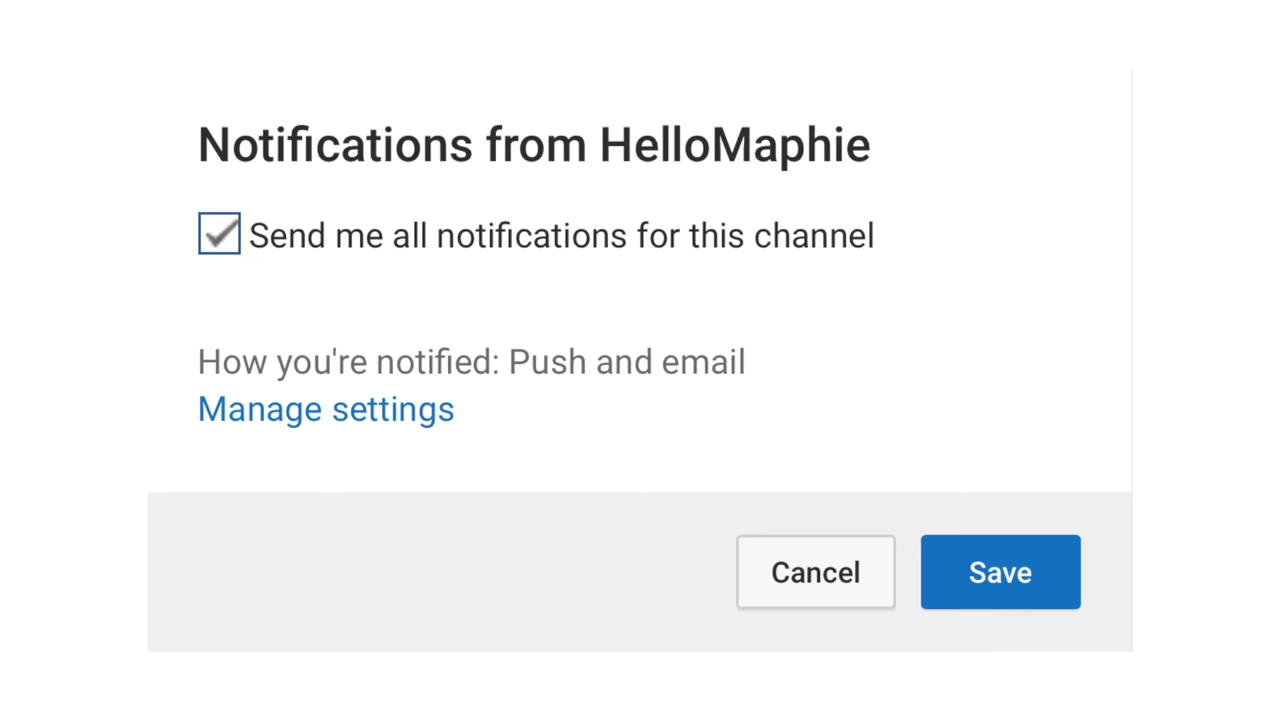 Notifications from HelloMaphie
Send me all notifications for this channel
How you're notified: Push and email
Manage settings
Cancel Save